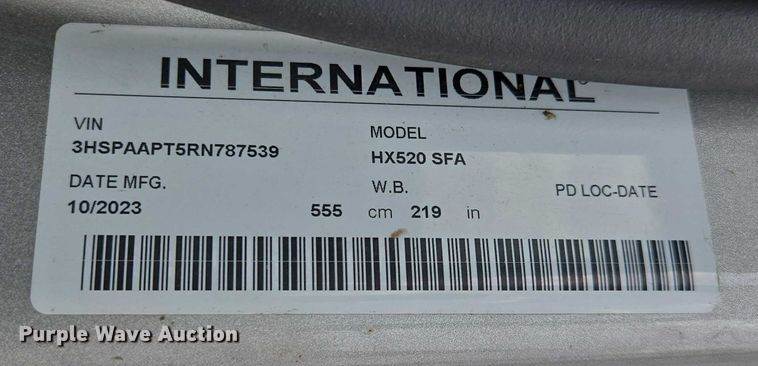 INTERNATIONAL®
VIN
3HSPAAPT5RN787539
MODEL
HX520 SFA
DATE MFG.
10/2023
W.B.
555 cm 219 in
PD LOC-DATE
Purple Wave Auction